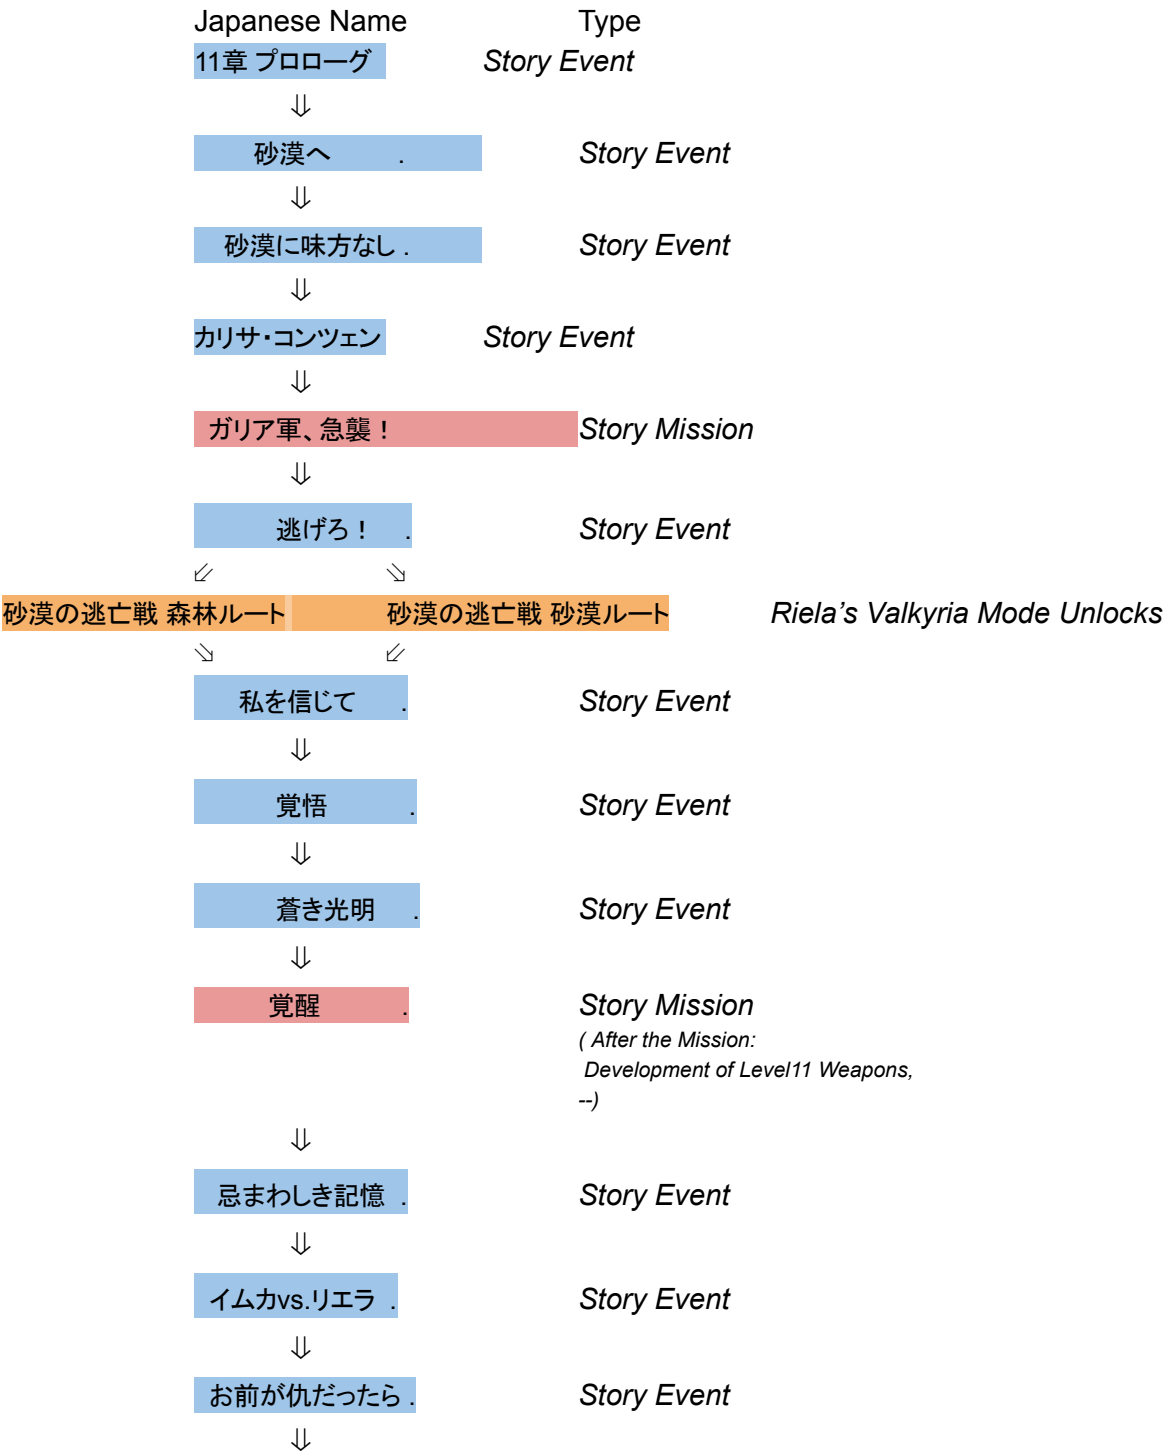 Japanese Name Type
11章 プロローグ Story Event
⇓
砂漠へ . Story Event
⇓
砂漠に味方なし . Story Event
⇓
カリサ・コンツェン Story Event
⇓
ガリア軍、急襲！ Story Mission
⇓
逃げろ！ . Story Event
⇙ ⇘
砂漠の逃亡戦 森林ルート 砂漠の逃亡戦 砂漠ルート Riela’s Valkyria Mode Unlocks
⇘ ⇙
私を信じて . Story Event
⇓
覚悟 . Story Event
⇓
蒼き光明 . Story Event
⇓
覚醒 . Story Mission
( After the Mission:
Development of Level11 Weapons,
--)
⇓
忌まわしき記憶 . Story Event
⇓
イムカvs.リエラ . Story Event
⇓
お前が仇だったら . Story Event
⇓